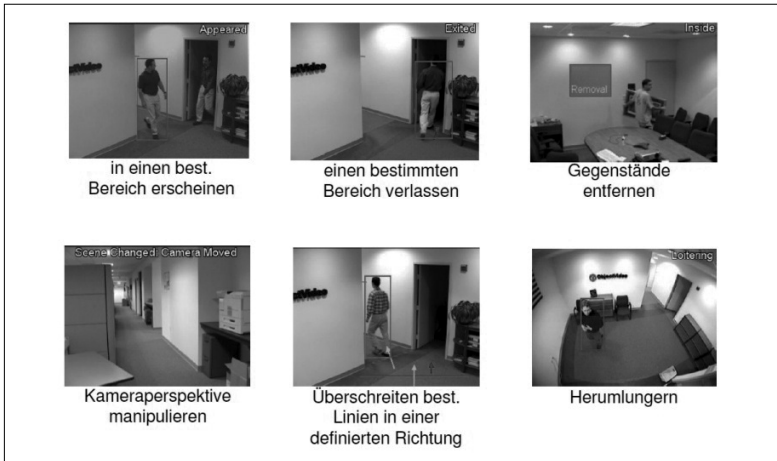 Appeared
Exited
Inside
Removal
in einen best.
Bereich erscheinen
einen bestimmten
Bereich verlassen
Gegenstände
entfernen
Scene Changed: Camera Moved
Loitering
ObjectVideo
Kameraperspektive
manipulieren
Überschreiten best.
Linien in einer
definierten Richtung
Herumlungern